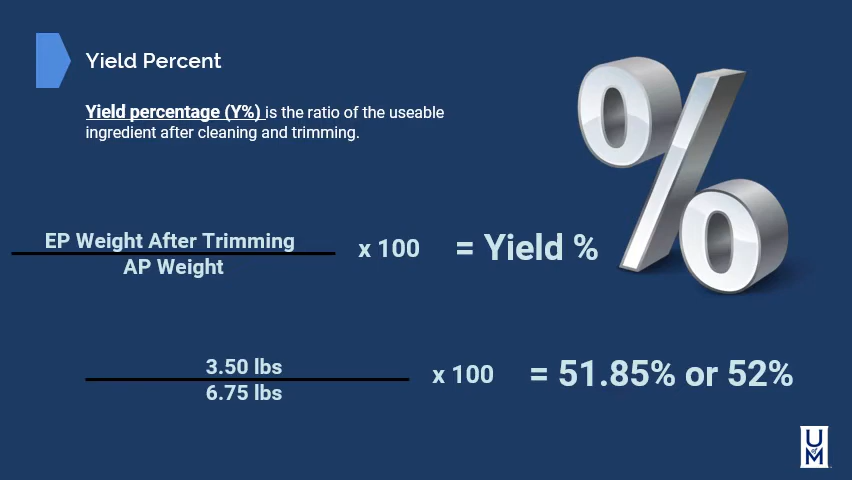 Yield Percent
Yield percentage (Y%) is the ratio of the useable
ingredient after cleaning and trimming.
EP Weight After Trimming
AP Weight
x 100
= Yield %
%
3.50 lbs
6.75 lbs
x 100
= 51.85% or 52%
U
of
M